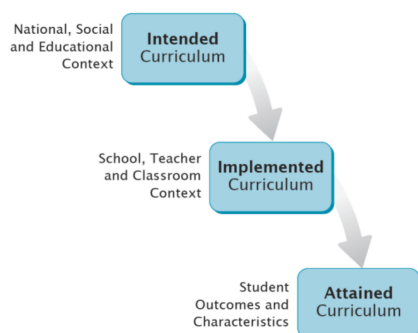 National, Social
and Educational
Context
Intended
Curriculum
School, Teacher
and Classroom
Context
Implemented
Curriculum
Student
Outcomes and
Characteristics
Attained
Curriculum